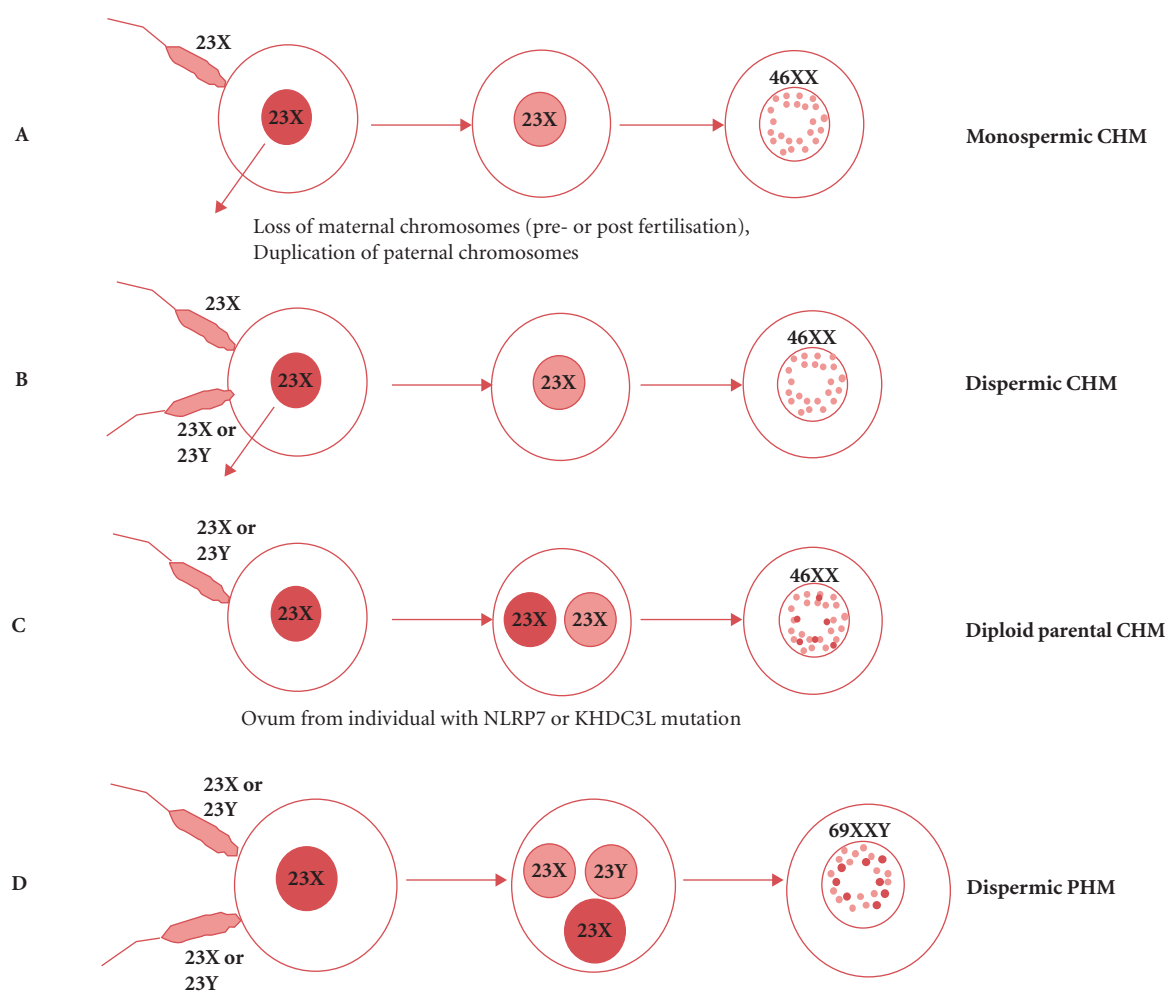 23X
23X
23X
46XX
A
Monospermic CHM
Loss of maternal chromosomes (pre- or post fertilisation),
Duplication of paternal chromosomes
23X
23X
23X
46XX
B
Dispermic CHM
23X or
23Y
23X or
23Y
23X
23X
23X
46XX
C
Diploid parental CHM
Ovum from individual with NLRP7 or KHDC3L mutation
23X or
23Y
23X
23X
23Y
23X
69XXY
D
Dispermic PHM
23X or
23Y